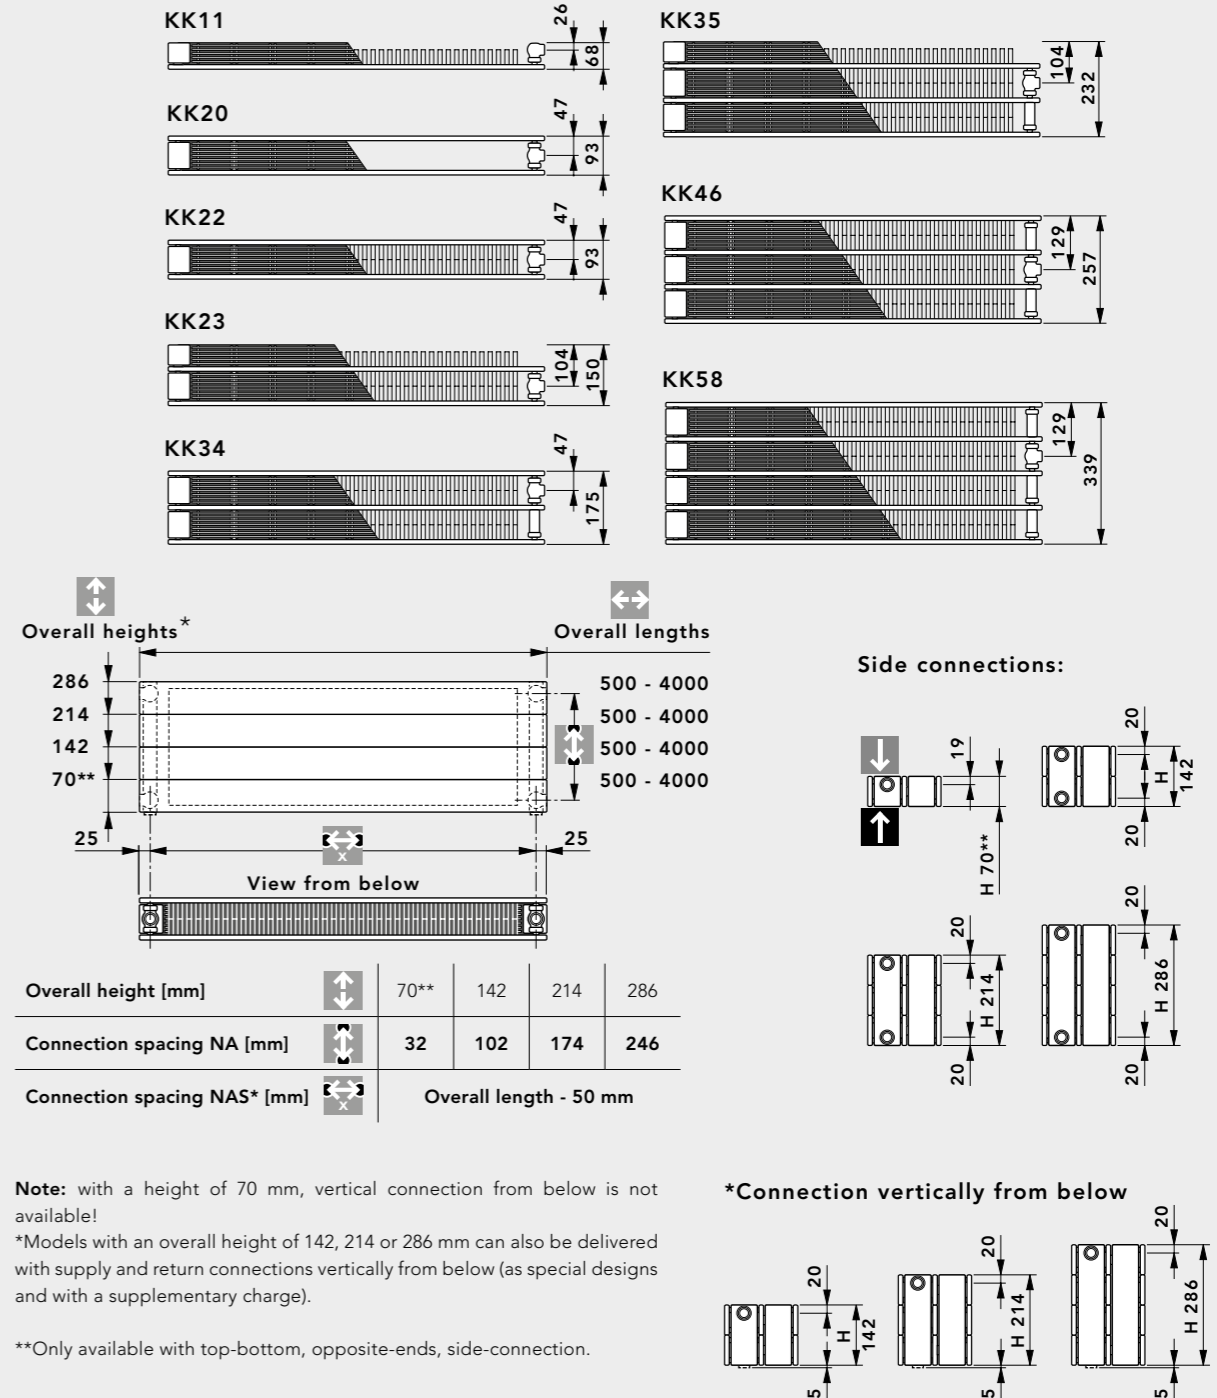 KK11
26
68
KK20
47
93
KK22
47
93
KK23
104
150
KK34
47
175
KK35
104
232
KK46
129
257
KK58
129
339
Overall heights*
Overall lengths
286
214
142
70**
500 - 4000
500 - 4000
500 - 4000
500 - 4000
25
x
25
View from below
Side connections:
19
H 70**
20
H
142
20
20
H 214
20
20
H 286
20
Overall height [mm] 70** 142 214 286
Connection spacing NA [mm] 32 102 174 246
Connection spacing NAS* [mm] x Overall length - 50 mm
Note: with a height of 70 mm, vertical connection from below is not
available!
*Models with an overall height of 142, 214 or 286 mm can also be delivered
with supply and return connections vertically from below (as special designs
and with a supplementary charge).
**Only available with top-bottom, opposite-ends, side-connection.
*Connection vertically from below
20
H
142
5
20
H 214
5
20
H 286
5